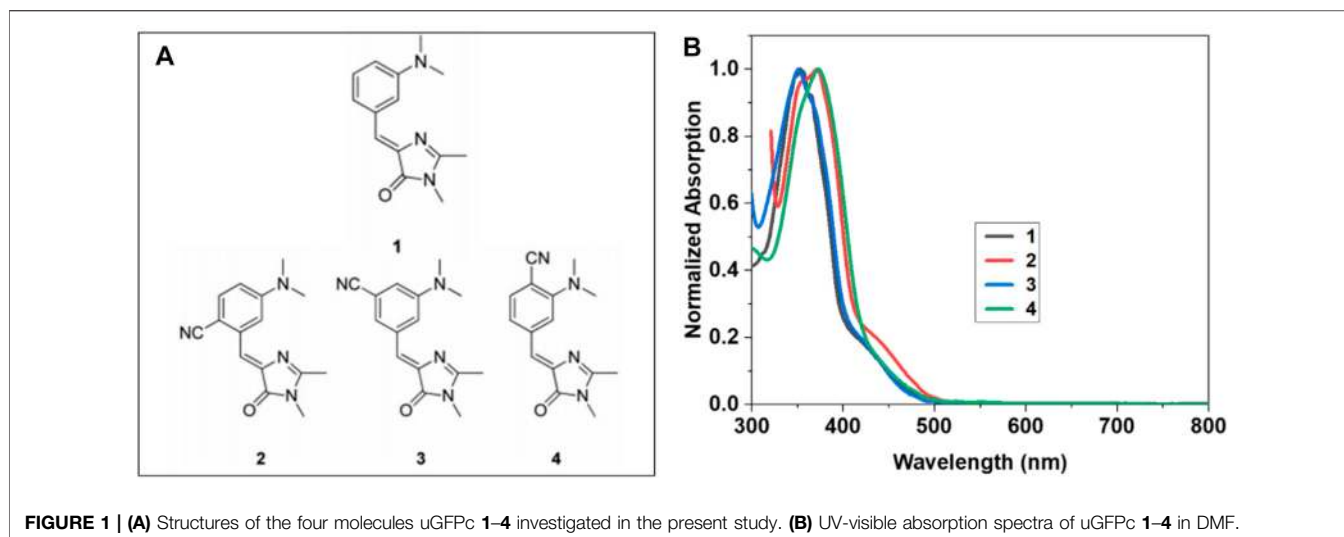 A
N
N
N
O
1
CN
NC
N
N
N
NC
N
N
N
O
N
N
N
O
O
2
3
4
B
Normalized Absorption
1.0
0.8
0.6
0.4
0.2
0.0
1
2
3
4
300 400 500 600 700 800
Wavelength (nm)
FIGURE 1 | (A) Structures of the four molecules uGFPc 1–4 investigated in the present study. (B) UV-visible absorption spectra of uGFPc 1–4 in DMF.